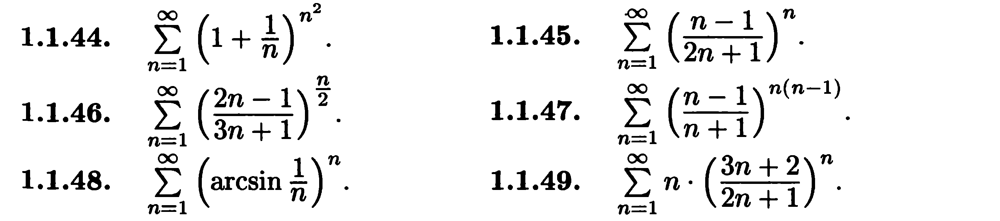 1.1.44. $\sum_{n=1}^{\infty} \left(1 + \frac{1}{n}\right)^{n^2}.$ 1.1.45. $\sum_{n=1}^{\infty} \left(\frac{n-1}{2n+1}\right)^{n}.$
1.1.46. $\sum_{n=1}^{\infty} \left(\frac{2n-1}{3n+1}\right)^{\frac{n}{2}}.$ 1.1.47. $\sum_{n=1}^{\infty} \left(\frac{n-1}{n+1}\right)^{n(n-1)}.$
1.1.48. $\sum_{n=1}^{\infty} \left(\arcsin \frac{1}{n}\right)^{n}.$ 1.1.49. $\sum_{n=1}^{\infty} n \cdot \left(\frac{3n+2}{2n+1}\right)^{n}.$